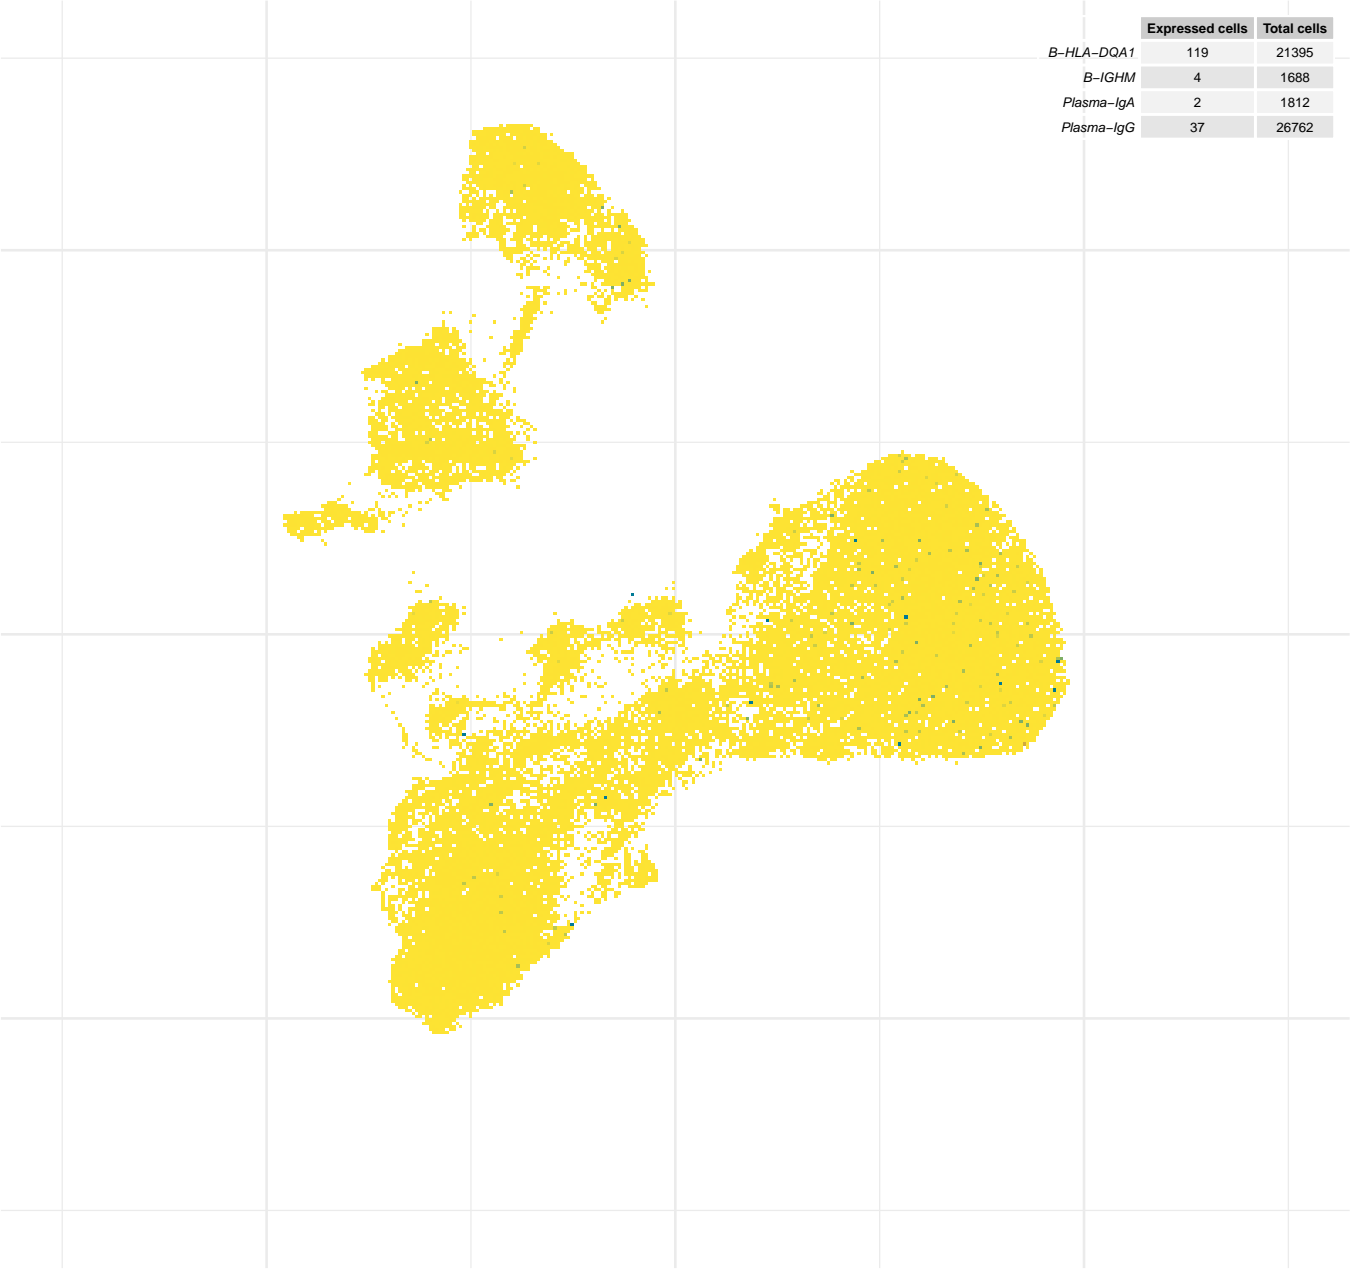 Expressed cells Total cells
B−HLA−DQA1 119 21395
B−IGHM 4 1688
Plasma−IgA 2 1812
Plasma−IgG 37 26762